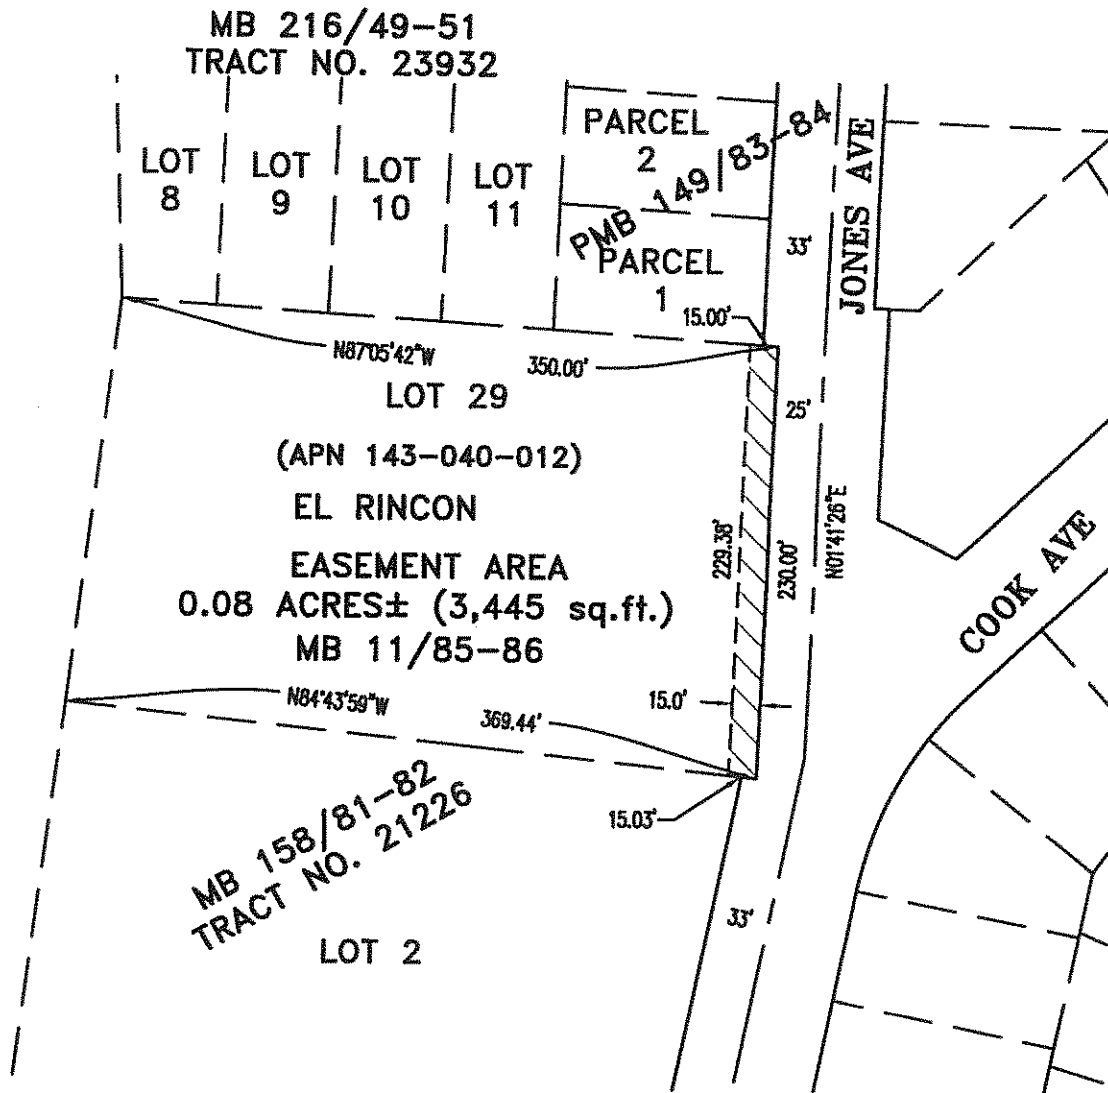 MB 216/49-51
TRACT NO. 23932
LOT
8
LOT
9
LOT
10
LOT
11
PARCEL
2
PMB 149/83-84
PARCEL
1
33'
JONES AVE
15.00'
N87°05'42"W
350.00'
LOT 29
25'
(APN 143-040-012)
EL RINCON
N01°41'26"E
229.38'
230.00'
EASEMENT AREA
0.08 ACRES± (3,445 sq.ft.)
MB 11/85-86
COOK AVE
N84°43'59"W
369.44'
15.0'
15.03'
MB 158/81-82
TRACT NO. 21226
33'
LOT 2